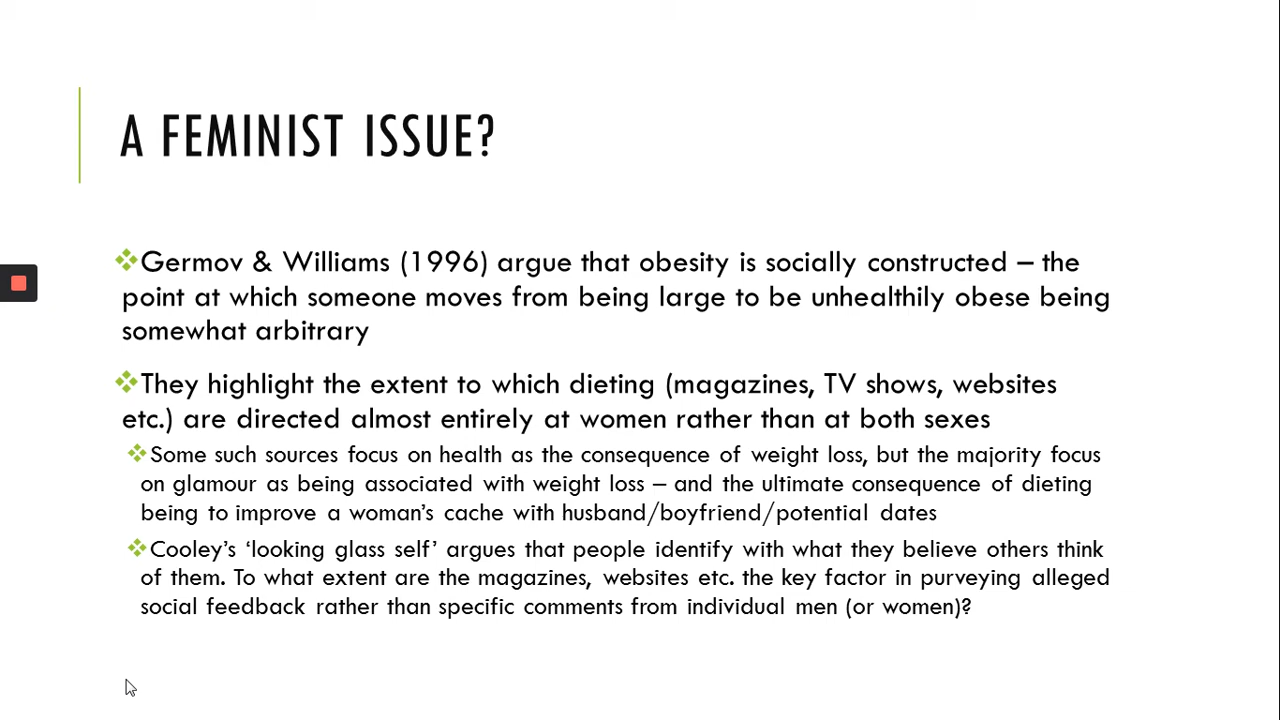 A FEMINIST ISSUE?
Germov & Williams (1996) argue that obesity is socially constructed – the
point at which someone moves from being large to be unhealthily obese being
somewhat arbitrary
They highlight the extent to which dieting (magazines, TV shows, websites
etc.) are directed almost entirely at women rather than at both sexes
Some such sources focus on health as the consequence of weight loss, but the majority focus
on glamour as being associated with weight loss – and the ultimate consequence of dieting
being to improve a woman's cache with husband/boyfriend/potential dates
Cooley's 'looking glass self' argues that people identify with what they believe others think
of them. To what extent are the magazines, websites etc. the key factor in purveying alleged
social feedback rather than specific comments from individual men (or women)?